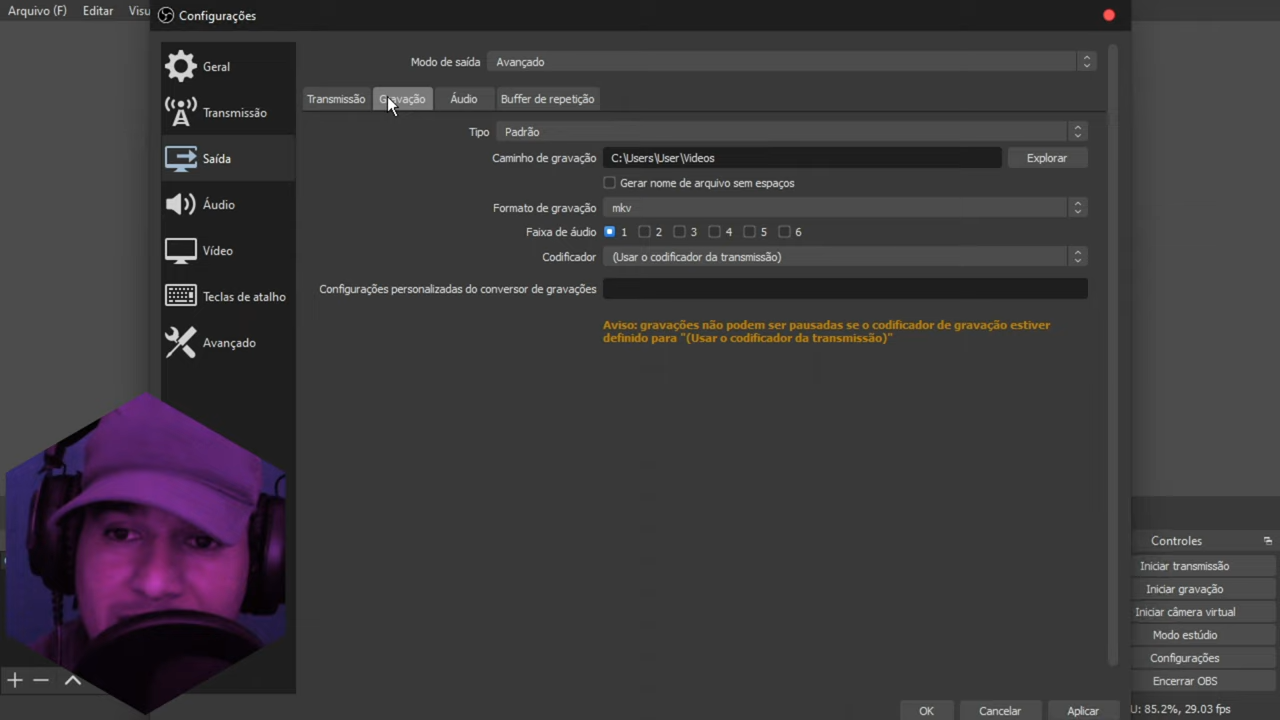 Arquivo (F) Editar
Configurações
Geral
Transmissão
Saída
Áudio
Vídeo
Teclas de atalho
Avançado
Modo de saída Avançado
Transmissão Gravação Áudio Buffer de repetição
Tipo Padrão
Caminho de gravação C:\Users\User\Videos Explorar
Gerar nome de arquivo sem espaços
Formato de gravação mkv
Faixa de áudio 1 2 3 4 5 6
Codificador (Usar o codificador da transmissão)
Configurações personalizadas do conversor de gravações
Aviso: gravações não podem ser pausadas se o codificador de gravação estiver
definido para "(Usar o codificador da transmissão)"
OK Cancelar Aplicar
Controles
Iniciar transmissão
Iniciar gravação
Iniciar câmera virtual
Modo estúdio
Configurações
Encerrar OBS
U: 85.2%, 29.03 fps